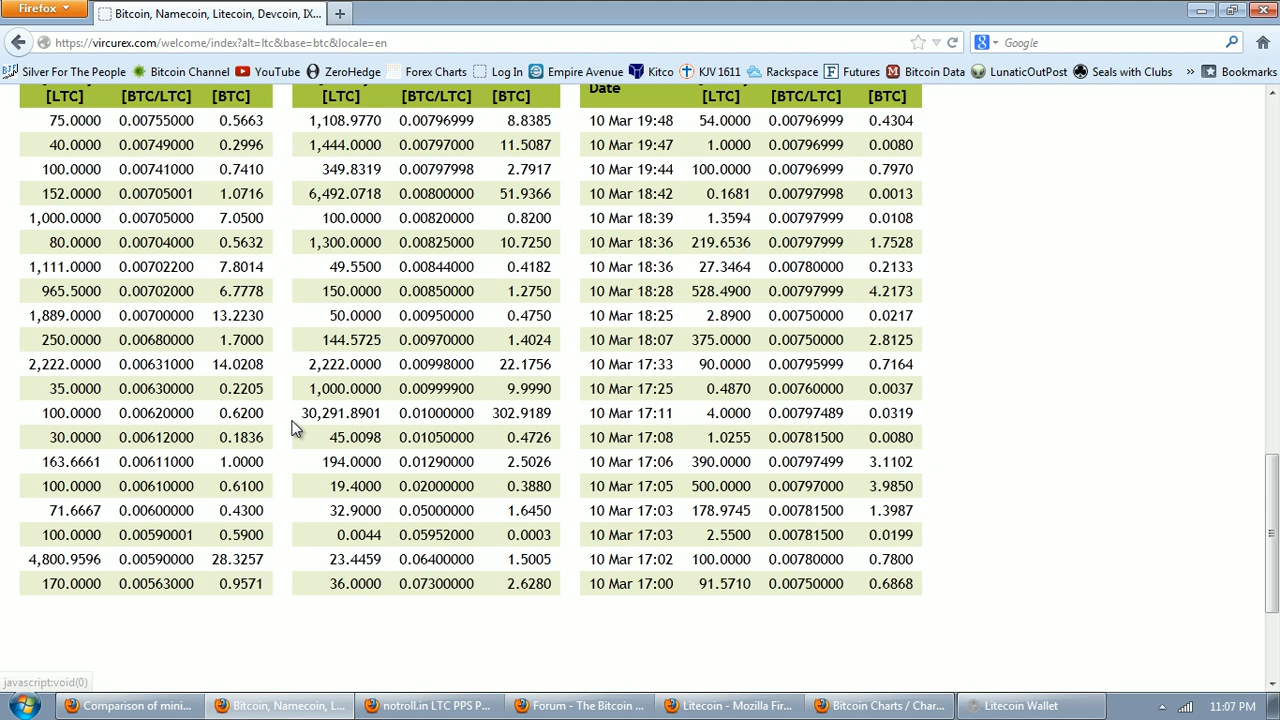 Firefox
Bitcoin, Namecoin, Litecoin, Devcoin, IX...
https://vircurex.com/welcome/index?alt=ltc&base=btc&locale=en
Google
Silver For The People Bitcoin Channel YouTube ZeroHedge Forex Charts Log In Empire Avenue Kitco KJV 1611 Rackspace Futures Bitcoin Data LunaticOutPost Seals with Clubs » Bookmarks
Date
[LTC] [BTC/LTC] [BTC] [LTC] [BTC/LTC] [BTC] [LTC] [BTC/LTC] [BTC]
75.0000 0.00755000 0.5663 1,108.9770 0.00796999 8.8385 10 Mar 19:48 54.0000 0.00796999 0.4304
40.0000 0.00749000 0.2996 1,444.0000 0.00797000 11.5087 10 Mar 19:47 1.0000 0.00796999 0.0080
100.0000 0.00741000 0.7410 349.8319 0.00797998 2.7917 10 Mar 19:44 100.0000 0.00796999 0.7970
152.0000 0.00705001 1.0716 6,492.0718 0.00800000 51.9366 10 Mar 18:42 0.1681 0.00797998 0.0013
1,000.0000 0.00705000 7.0500 100.0000 0.00820000 0.8200 10 Mar 18:39 1.3594 0.00797999 0.0108
80.0000 0.00704000 0.5632 1,300.0000 0.00825000 10.7250 10 Mar 18:36 219.6536 0.00797999 1.7528
1,111.0000 0.00702200 7.8014 49.5500 0.00844000 0.4182 10 Mar 18:36 27.3464 0.00780000 0.2133
965.5000 0.00702000 6.7778 150.0000 0.00850000 1.2750 10 Mar 18:28 528.4900 0.00797999 4.2173
1,889.0000 0.00700000 13.2230 50.0000 0.00950000 0.4750 10 Mar 18:25 2.8900 0.00750000 0.0217
250.0000 0.00680000 1.7000 144.5725 0.00970000 1.4024 10 Mar 18:07 375.0000 0.00750000 2.8125
2,222.0000 0.00631000 14.0208 2,222.0000 0.00998000 22.1756 10 Mar 17:33 90.0000 0.00795999 0.7164
35.0000 0.00630000 0.2205 1,000.0000 0.00999900 9.9990 10 Mar 17:25 0.4870 0.00760000 0.0037
100.0000 0.00620000 0.6200 30,291.8901 0.01000000 302.9189 10 Mar 17:11 4.0000 0.00797489 0.0319
30.0000 0.00612000 0.1836 45.0098 0.01050000 0.4726 10 Mar 17:08 1.0255 0.00781500 0.0080
163.6661 0.00611000 1.0000 194.0000 0.01290000 2.5026 10 Mar 17:06 390.0000 0.00797499 3.1102
100.0000 0.00610000 0.6100 19.4000 0.02000000 0.3880 10 Mar 17:05 500.0000 0.00797000 3.9850
71.6667 0.00600000 0.4300 32.9000 0.05000000 1.6450 10 Mar 17:03 178.9745 0.00781500 1.3987
100.0000 0.00590001 0.5900 0.0044 0.05952000 0.0003 10 Mar 17:03 2.5500 0.00781500 0.0199
4,800.9596 0.00590000 28.3257 23.4459 0.06400000 1.5005 10 Mar 17:02 100.0000 0.00780000 0.7800
170.0000 0.00563000 0.9571 36.0000 0.07300000 2.6280 10 Mar 17:00 91.5710 0.00750000 0.6868
javascript:void(0)
Comparison of mini... Bitcoin, Namecoin, L... notroll.in LTC PPS P... Forum - The Bitcoin ... Litecoin - Mozilla Firr... Bitcoin Charts / Char... Litecoin Wallet 11:07 PM